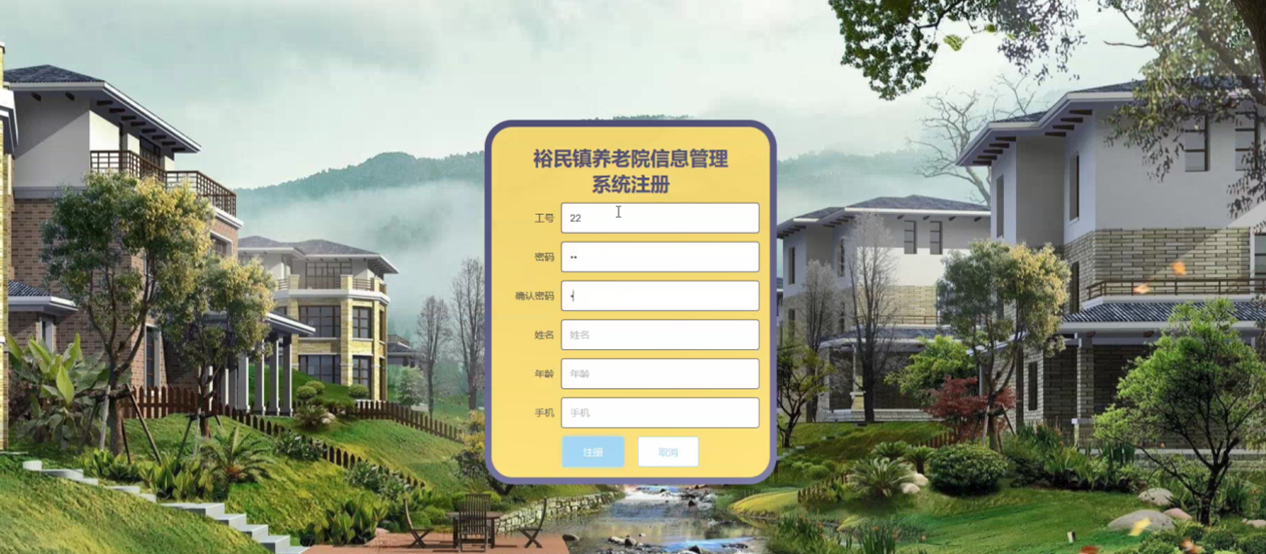 裕民镇养老院信息管理
系统注册
工号 22
密码 ••
确认密码 •
姓名 姓名
年龄 年龄
手机 手机
注册 取消